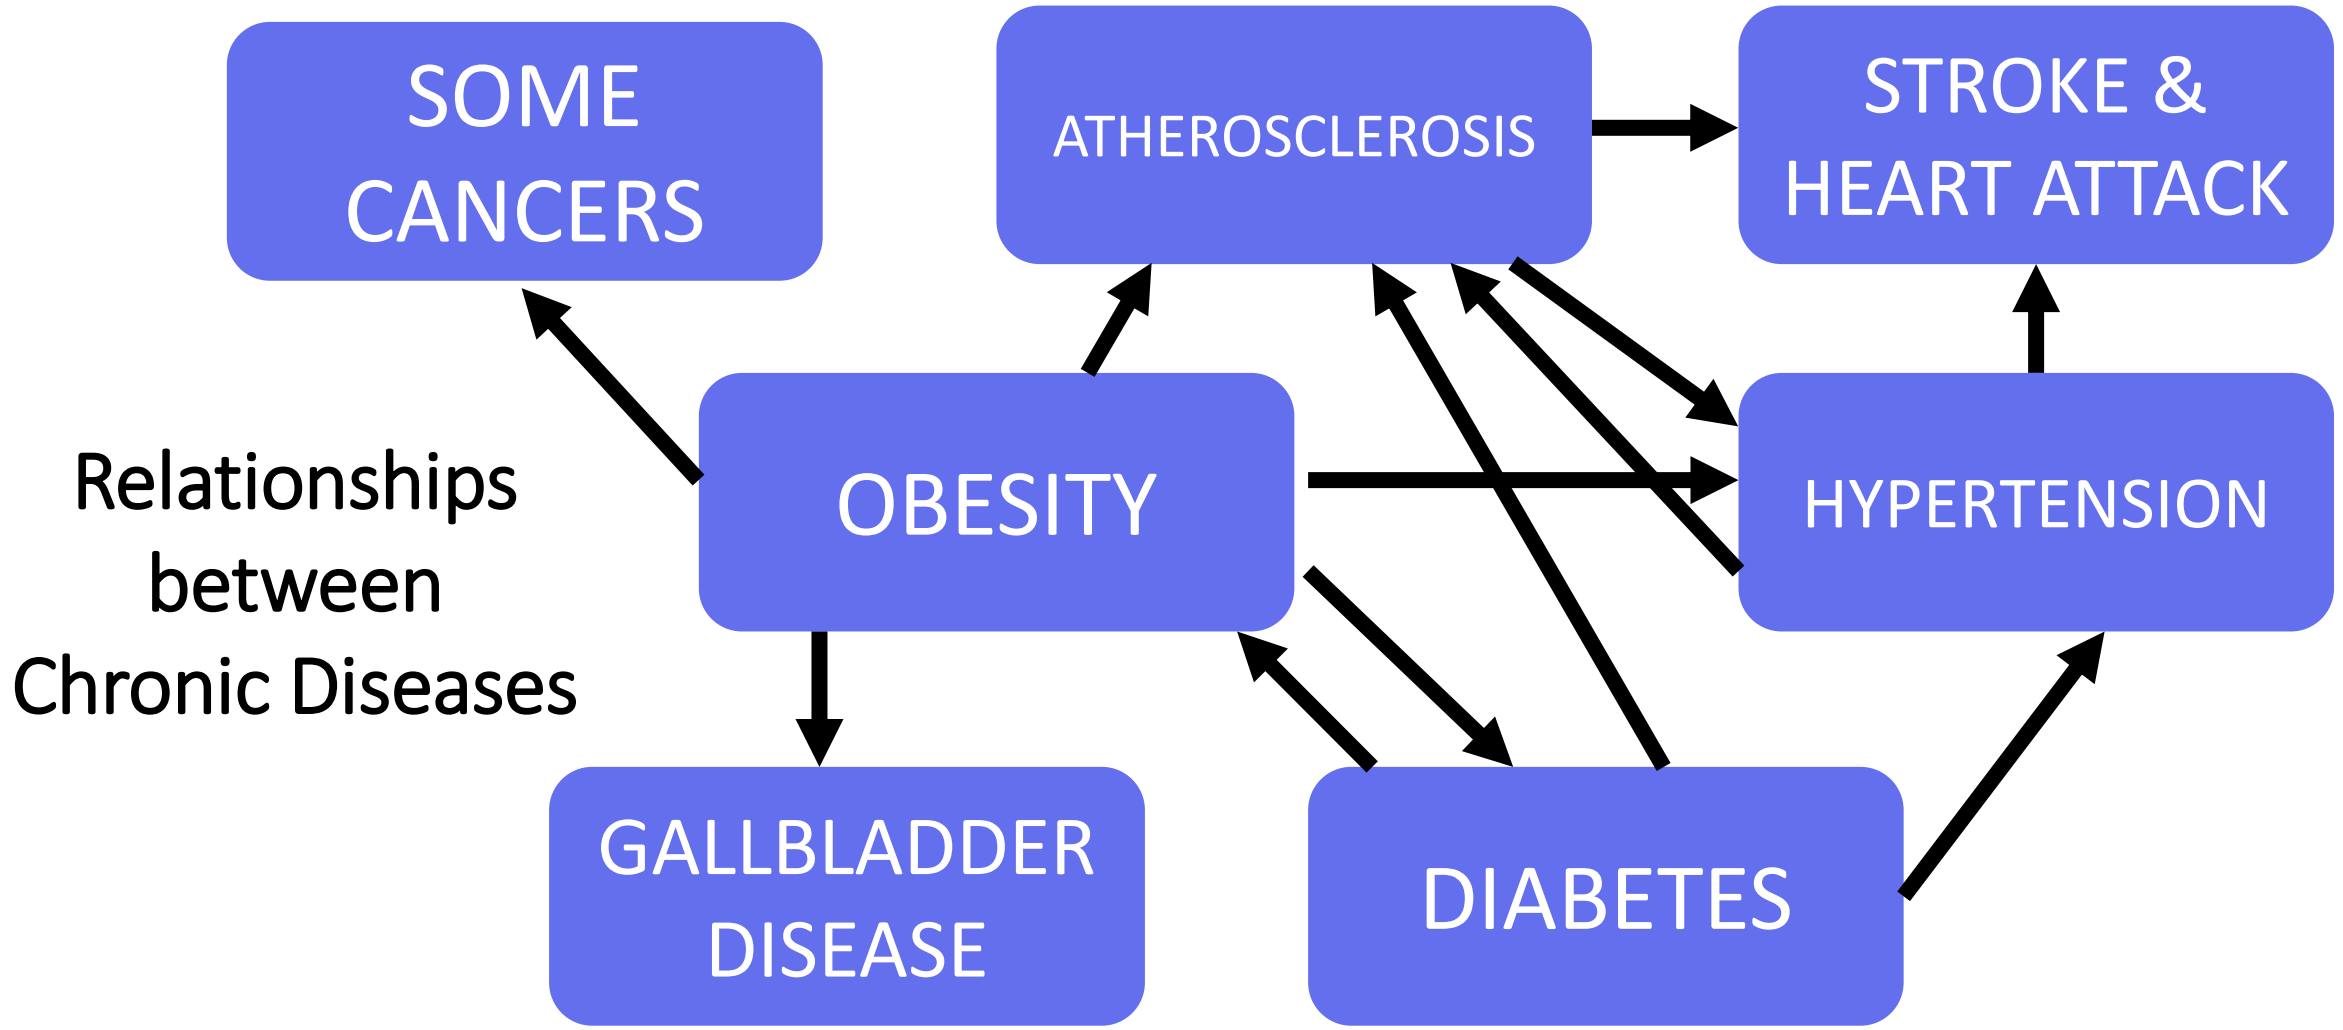 SOME
CANCERS
ATHEROSCLEROSIS
STROKE &
HEART ATTACK
Relationships
between
Chronic Diseases
OBESITY
HYPERTENSION
GALLBLADDER
DISEASE
DIABETES